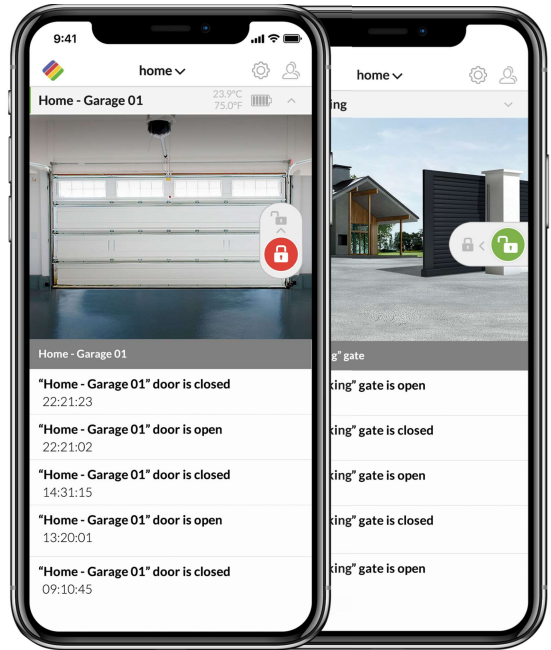 9:41
home
Home - Garage 01
23.9°C
75.0°F
Home - Garage 01
“Home - Garage 01” door is closed
22:21:23
“Home - Garage 01” door is open
22:21:02
“Home - Garage 01” door is closed
14:31:15
“Home - Garage 01” door is open
13:20:01
“Home - Garage 01” door is closed
09:10:45
home
ing
g” gate
king” gate is open
king” gate is closed
king” gate is open
king” gate is closed
king” gate is open